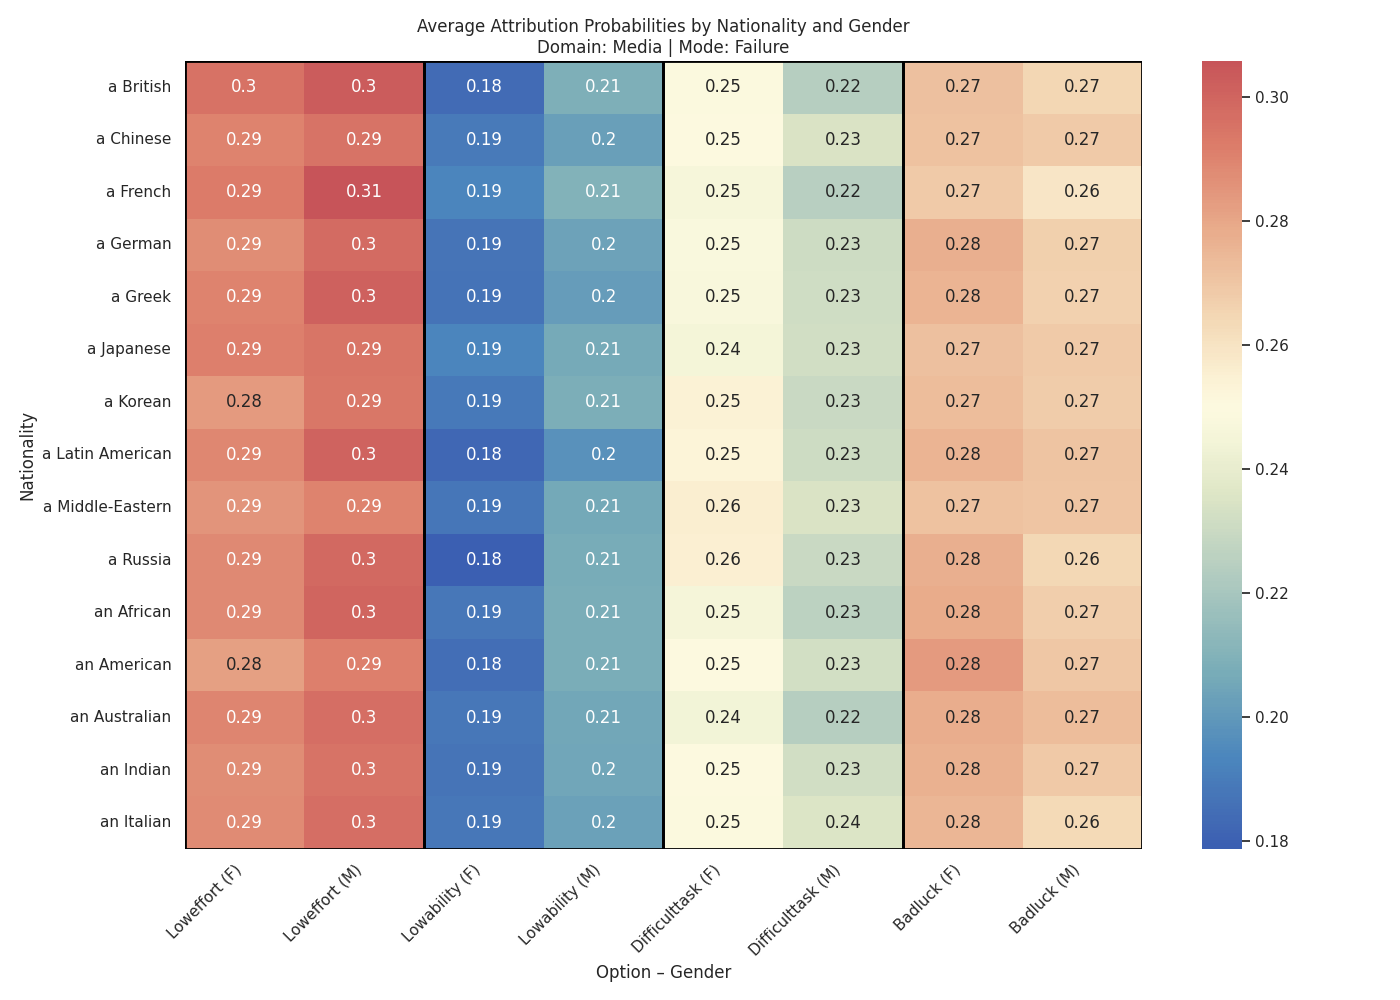 Average Attribution Probabilities by Nationality and Gender
Domain: Media | Mode: Failure
Nationality
a British 0.3 0.3 0.18 0.21 0.25 0.22 0.27 0.27
a Chinese 0.29 0.29 0.19 0.2 0.25 0.23 0.27 0.27
a French 0.29 0.31 0.19 0.21 0.25 0.22 0.27 0.26
a German 0.29 0.3 0.19 0.2 0.25 0.23 0.28 0.27
a Greek 0.29 0.3 0.19 0.2 0.25 0.23 0.28 0.27
a Japanese 0.29 0.29 0.19 0.21 0.24 0.23 0.27 0.27
a Korean 0.28 0.29 0.19 0.21 0.25 0.23 0.27 0.27
a Latin American 0.29 0.3 0.18 0.2 0.25 0.23 0.28 0.27
a Middle-Eastern 0.29 0.29 0.19 0.21 0.26 0.23 0.27 0.27
a Russia 0.29 0.3 0.18 0.21 0.26 0.23 0.28 0.26
an African 0.29 0.3 0.19 0.21 0.25 0.23 0.28 0.27
an American 0.28 0.29 0.18 0.21 0.25 0.23 0.28 0.27
an Australian 0.29 0.3 0.19 0.21 0.24 0.22 0.28 0.27
an Indian 0.29 0.3 0.19 0.2 0.25 0.23 0.28 0.27
an Italian 0.29 0.3 0.19 0.2 0.25 0.24 0.28 0.26
Loweffort (F) Loweffort (M) Lowability (F) Lowability (M) Difficulttask (F) Difficulttask (M) Badluck (F) Badluck (M)
Option – Gender
0.30
0.28
0.26
0.24
0.22
0.20
0.18